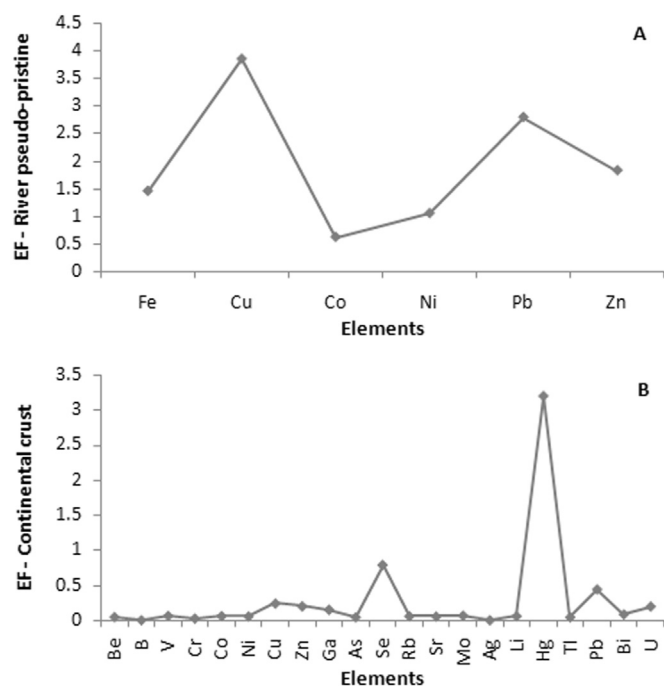 A
EF - River pseudo-pristine
4.5
4
3.5
3
2.5
2
1.5
1
0.5
0
Fe Cu Co Ni Pb Zn
Elements
B
EF - Continental crust
3.5
3
2.5
2
1.5
1
0.5
0
Be B V Cr Co Ni Cu Zn Ga As Se Rb Sr Mo Ag Li Hg Tl Pb Bi U
Elements